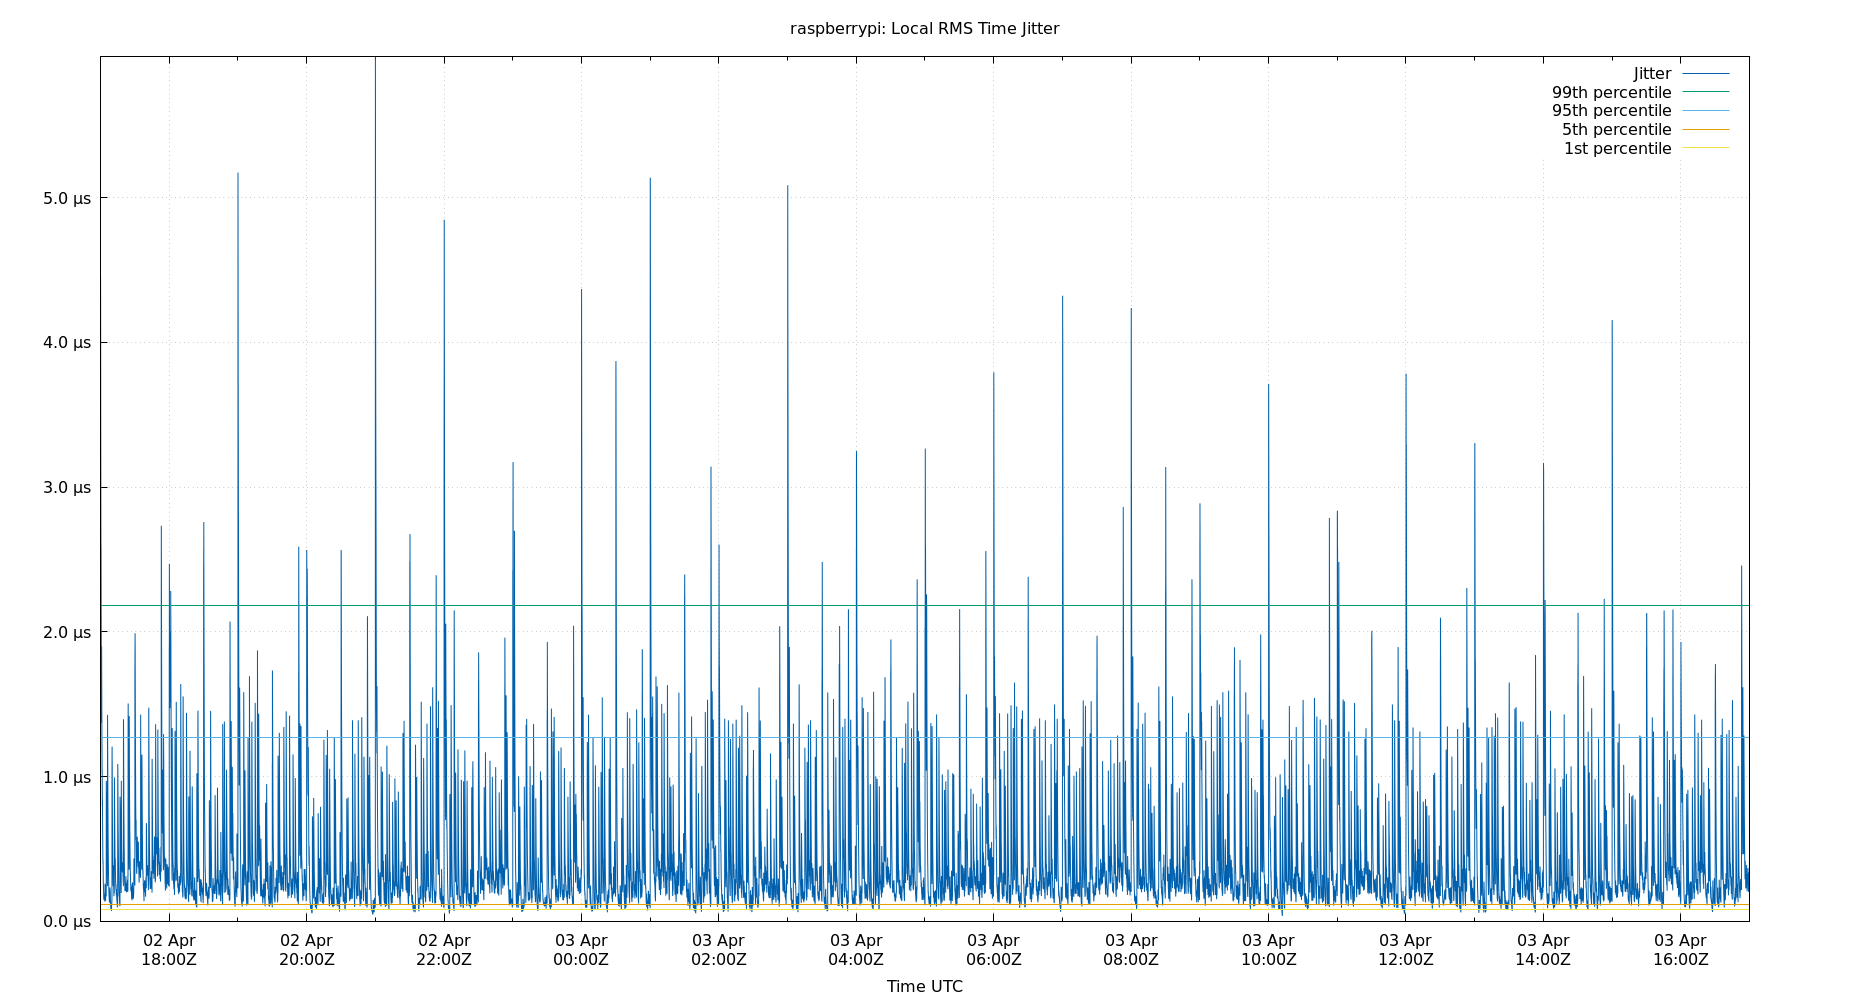 raspberrypi: Local RMS Time Jitter
Jitter
99th percentile
95th percentile
5th percentile
1st percentile
5.0 µs
4.0 µs
3.0 µs
2.0 µs
1.0 µs
0.0 µs
02 Apr 02 Apr 02 Apr 03 Apr 03 Apr 03 Apr 03 Apr 03 Apr 03 Apr 03 Apr 03 Apr 03 Apr
18:00Z 20:00Z 22:00Z 00:00Z 02:00Z 04:00Z 06:00Z 08:00Z 10:00Z 12:00Z 14:00Z 16:00Z
Time UTC